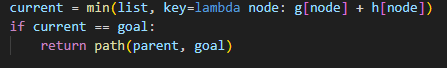 current = min(list, key=lambda node: g[node] + h[node])
if current == goal:
    return path(parent, goal)